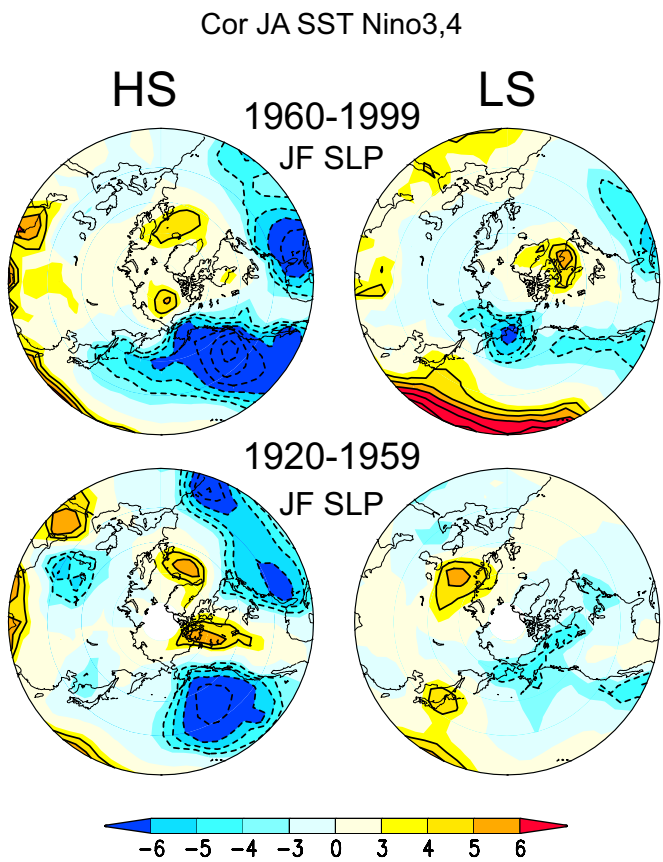 Cor JA SST Nino3,4
HS
LS
1960-1999
JF SLP
1920-1959
JF SLP
-6 -5 -4 -3 0 3 4 5 6